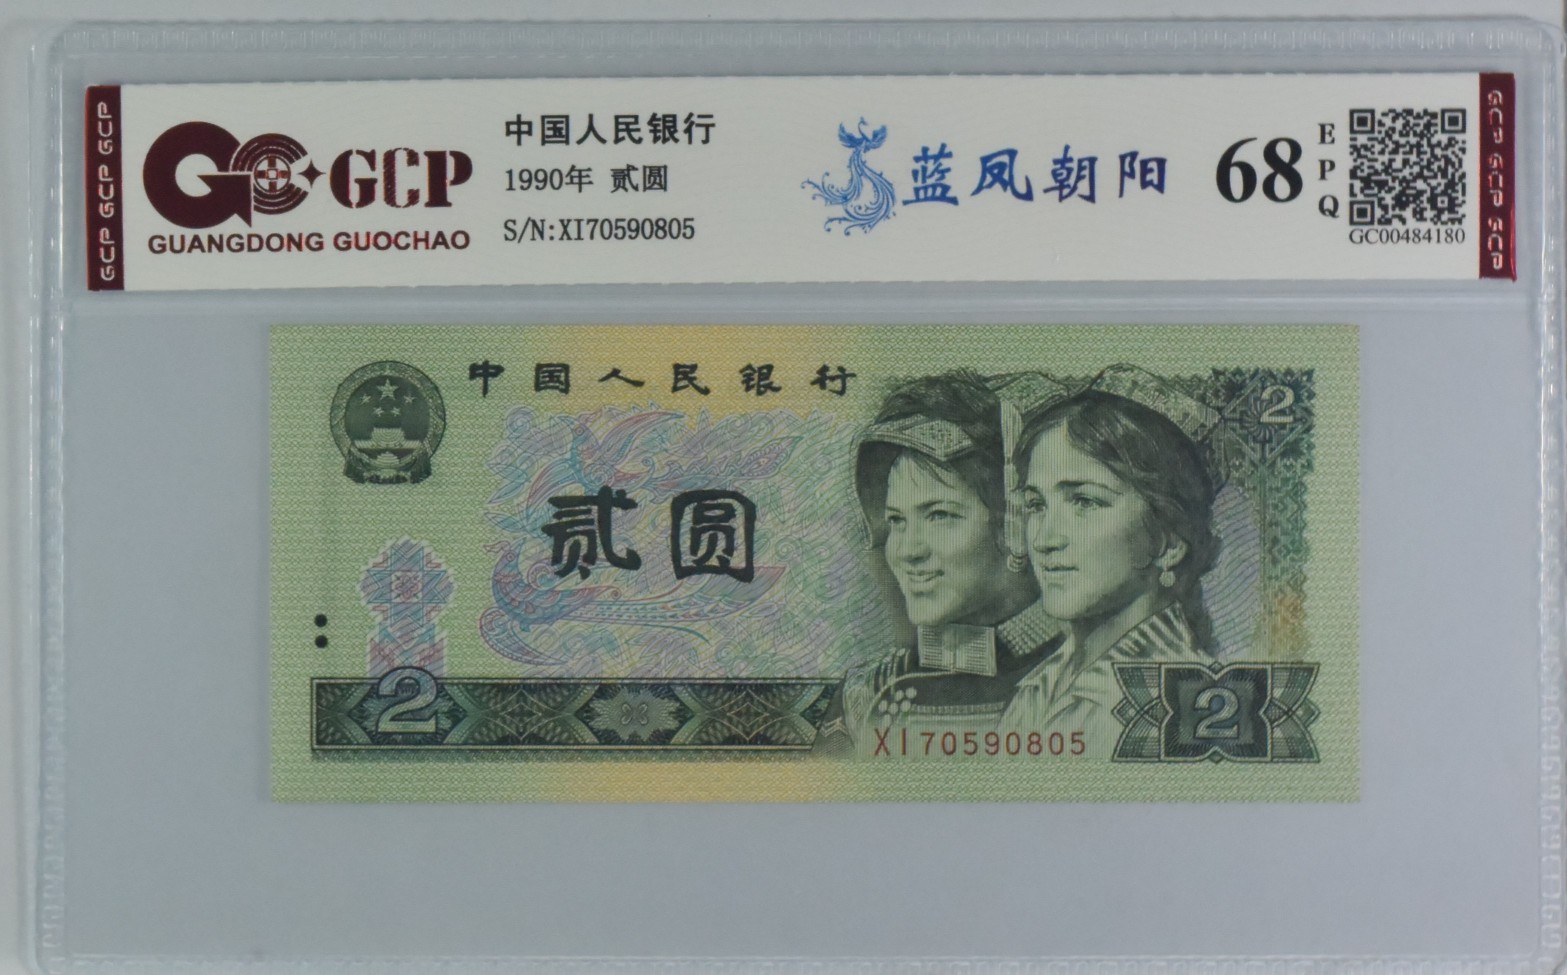 GCP GCP GCP
GCP
GUANGDONG GUOCHAO
中国人民银行
1990年 贰圆
S/N:XI70590805
蓝凤朝阳
68
EPQ
GC00484180
GCP GCP GCP
中国人民银行
2
贰圆
2
XI70590805
2